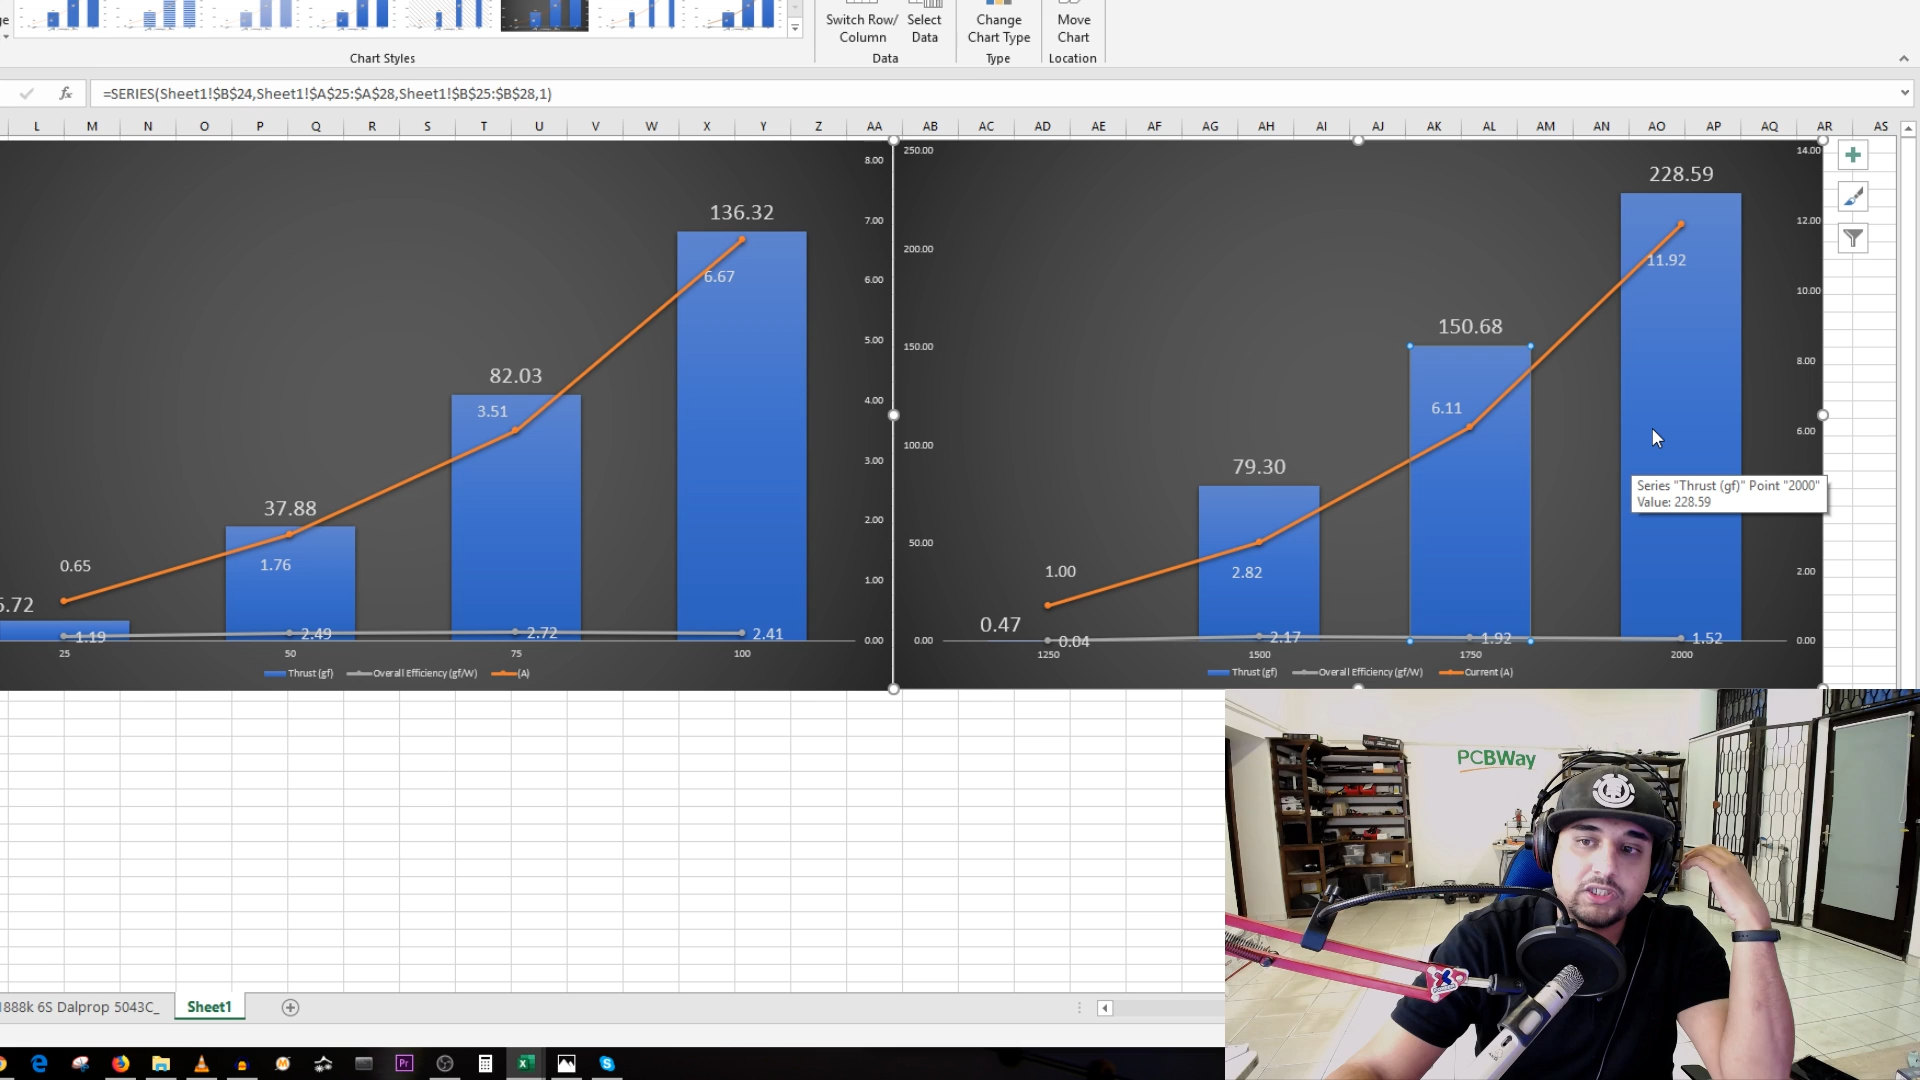 Switch Row/ Column
Select Data
Change Chart Type
Move Chart
Chart Styles
Data
Type
Location
fx
=SERIES(Sheet1!$B$24,Sheet1!$A$25:$A$28,Sheet1!$B$25:$B$28,1)
L M N O P Q R S T U V W X Y Z AA AB AC AD AE AF AG AH AI AJ AK AL AM AN AO AP AQ AR AS
8.00
7.00
6.00
5.00
4.00
3.00
2.00
1.00
0.00
136.32
6.67
82.03
3.51
37.88
1.76
0.65
5.72
1.19
2.49
2.72
2.41
25 50 75 100
Thrust (gf) Overall Efficiency (gf/W) (A)
250.00
200.00
150.00
100.00
50.00
0.00
14.00
12.00
10.00
8.00
6.00
2.00
0.00
228.59
11.92
150.68
6.11
79.30
2.82
1.00
0.47
0.04
2.17
1.92
1.52
1250 1500 1750 2000
Thrust (gf) Overall Efficiency (gf/W) Current (A)
Series "Thrust (gf)" Point "2000"
Value: 228.59
PCBWay
1888k 6S Dalprop 5043C_
Sheet1
Pr